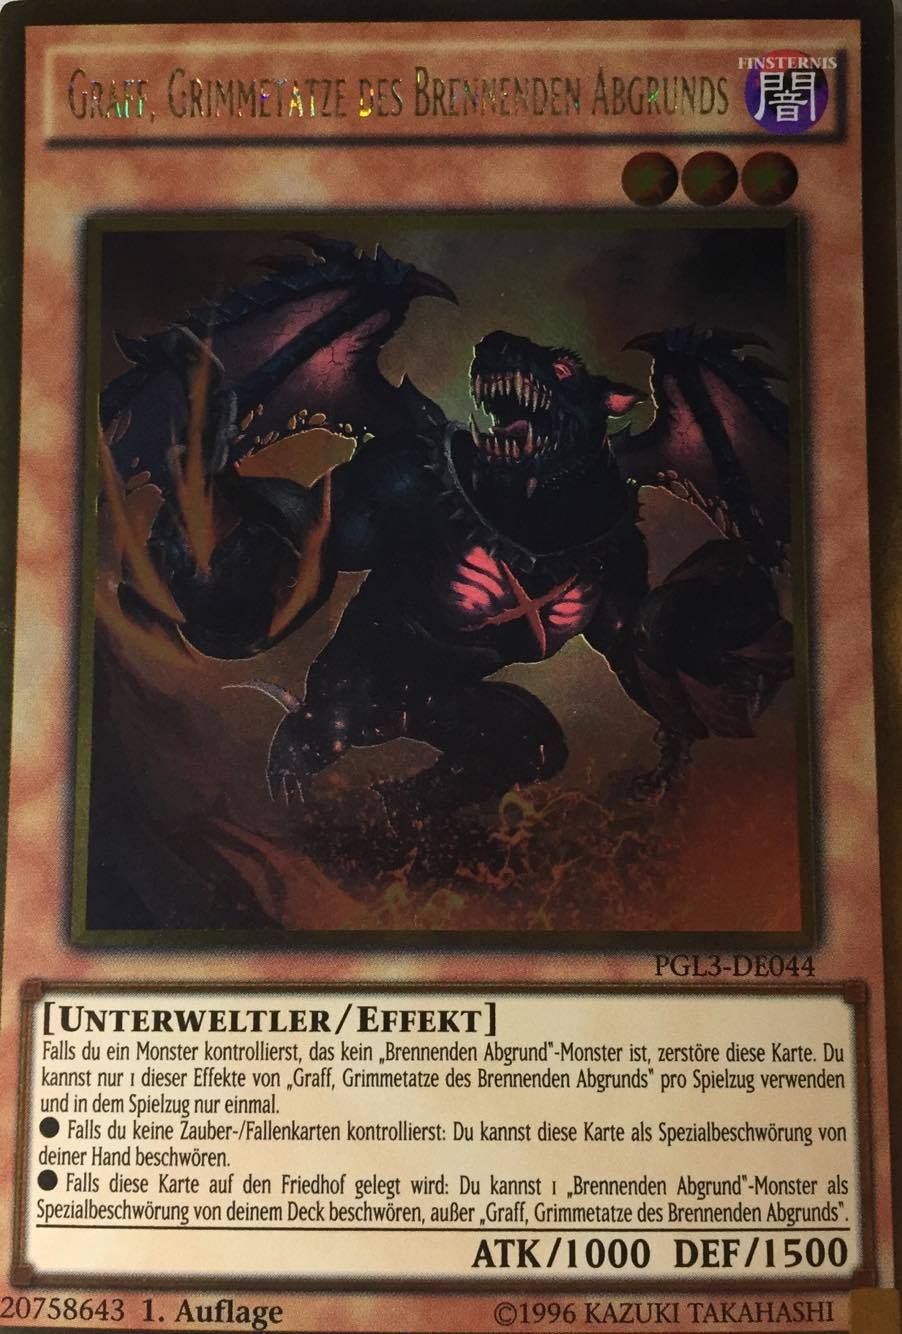 Graff, Grimmetatze des Brennenden Abgrunds
FINSTERNIS
闇
PGL3-DE044
[Unterweltler/Effekt]
Falls du ein Monster kontrollierst, das kein „Brennenden Abgrund"-Monster ist, zerstöre diese Karte. Du
kannst nur 1 dieser Effekte von „Graff, Grimmetatze des Brennenden Abgrunds" pro Spielzug verwenden
und in dem Spielzug nur einmal.
● Falls du keine Zauber-/Fallenkarten kontrollierst: Du kannst diese Karte als Spezialbeschwörung von
deiner Hand beschwören.
● Falls diese Karte auf den Friedhof gelegt wird: Du kannst 1 „Brennenden Abgrund"-Monster als
Spezialbeschwörung von deinem Deck beschwören, außer „Graff, Grimmetatze des Brennenden Abgrunds".
ATK/1000 DEF/1500
20758643 1. Auflage ©1996 KAZUKI TAKAHASHI